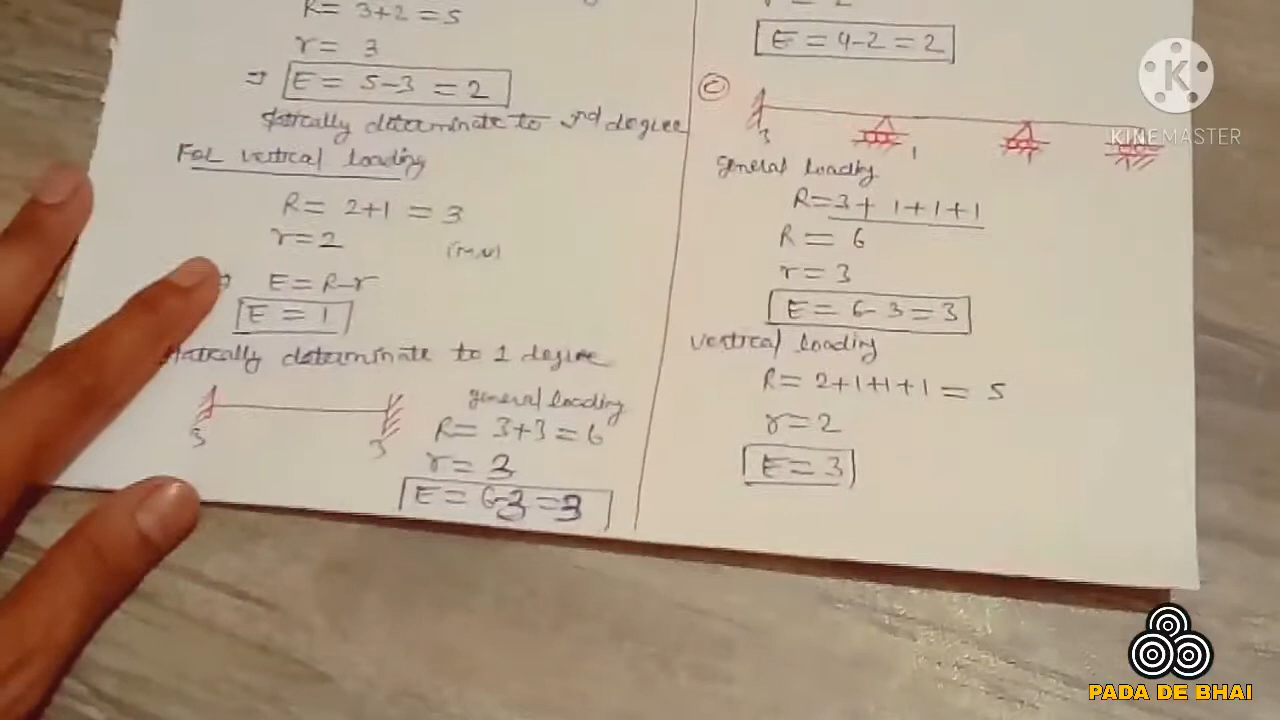 R = 3+2 = 5
r = 3
⇒ E = 5-3 = 2
statically determinate to 2nd degree
For vertical loading
R = 2+1 = 3
r = 2
(M,V)
⇒ E = R-r
E = 1
statically determinate to 1 degree
3 3
general loading
R = 3+3 = 6
r = 3
E = 6-3 = 3
E = 4-2 = 2
C
3 1 1
general loading
R = 3+ 1+1+1
R = 6
r = 3
E = 6-3 = 3
vertical loading
R = 2+1+1+1 = 5
r = 2
E = 3
K
KINEMASTER
PADA DE BHAI